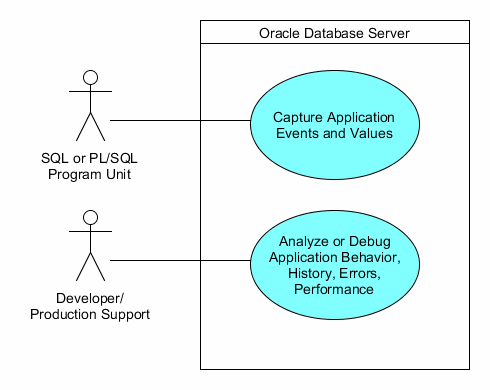 Oracle Database Server
Capture Application
Events and Values
SQL or PL/SQL
Program Unit
Analyze or Debug
Application Behavior,
History, Errors,
Performance
Developer/
Production Support